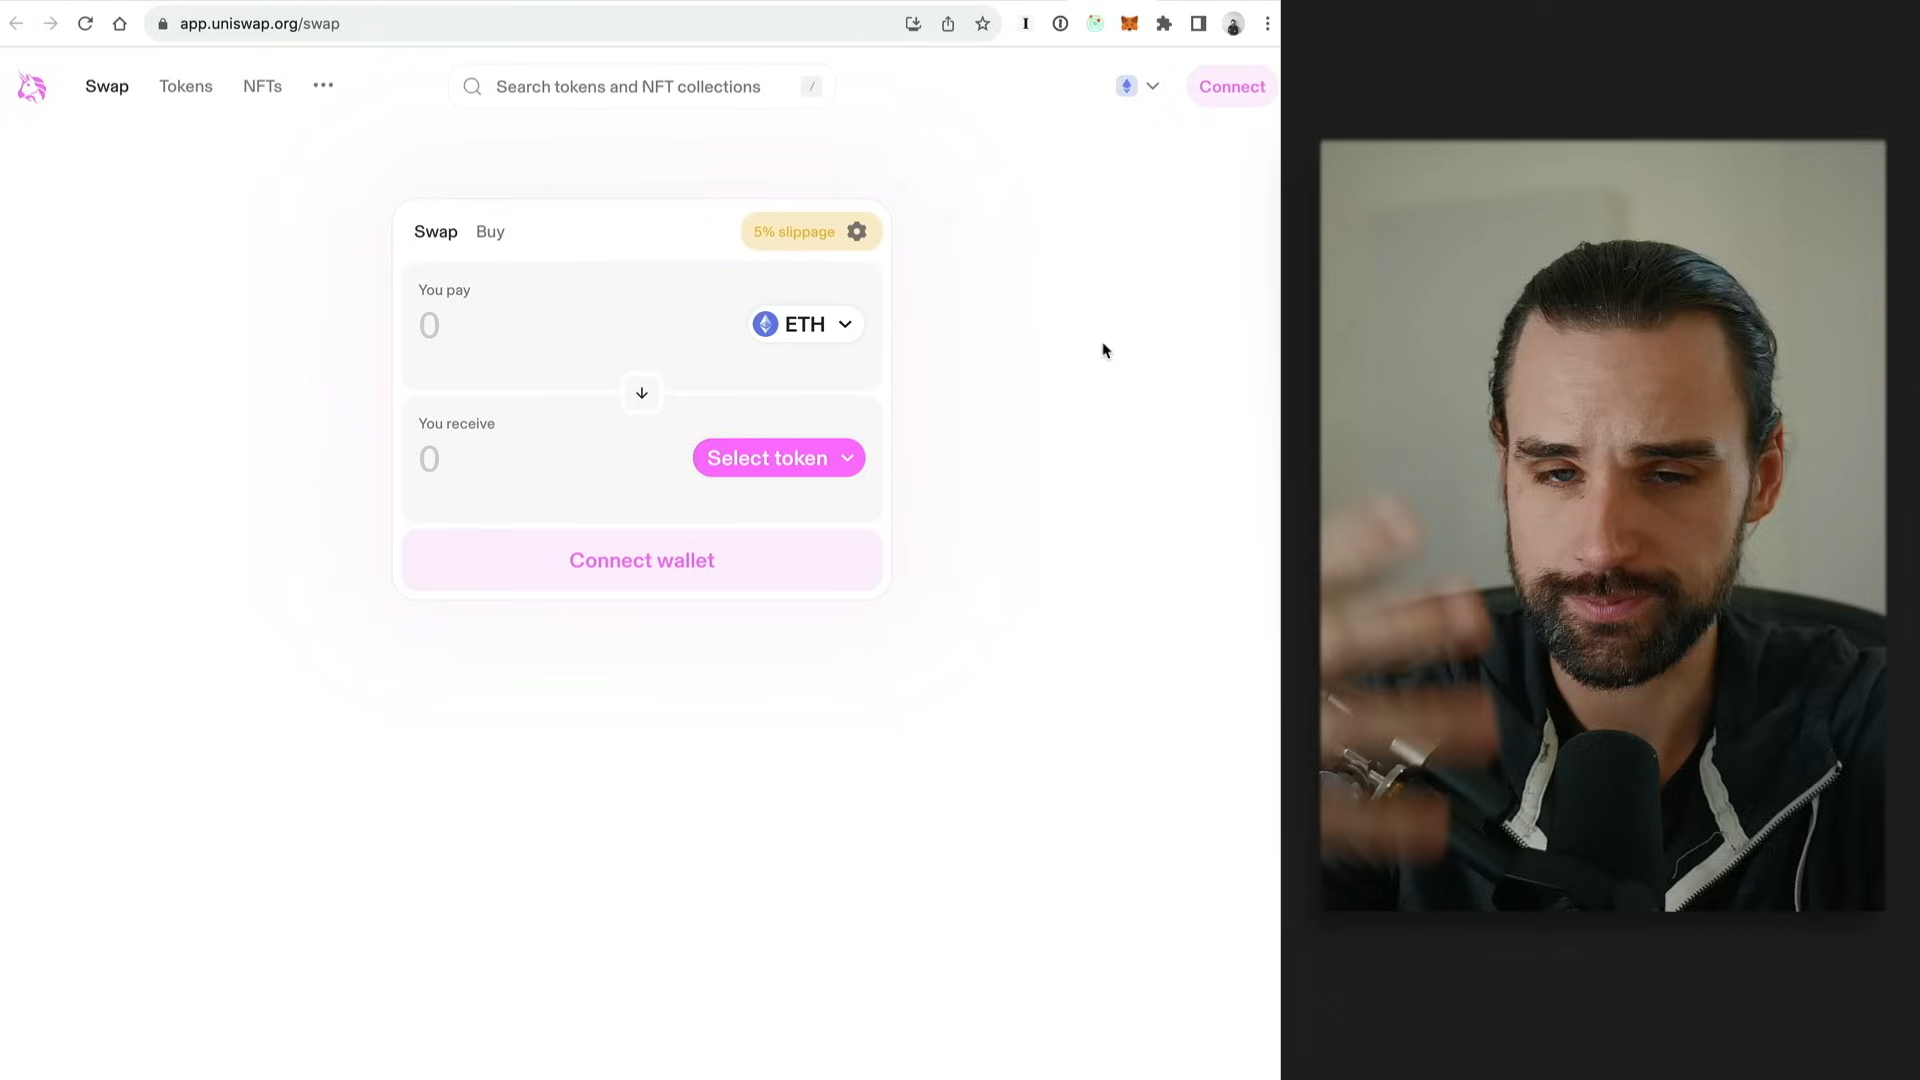 app.uniswap.org/swap
Swap
Tokens
NFTs
Search tokens and NFT collections
/
Connect
Swap
Buy
5% slippage
You pay
0
ETH
You receive
0
Select token
Connect wallet